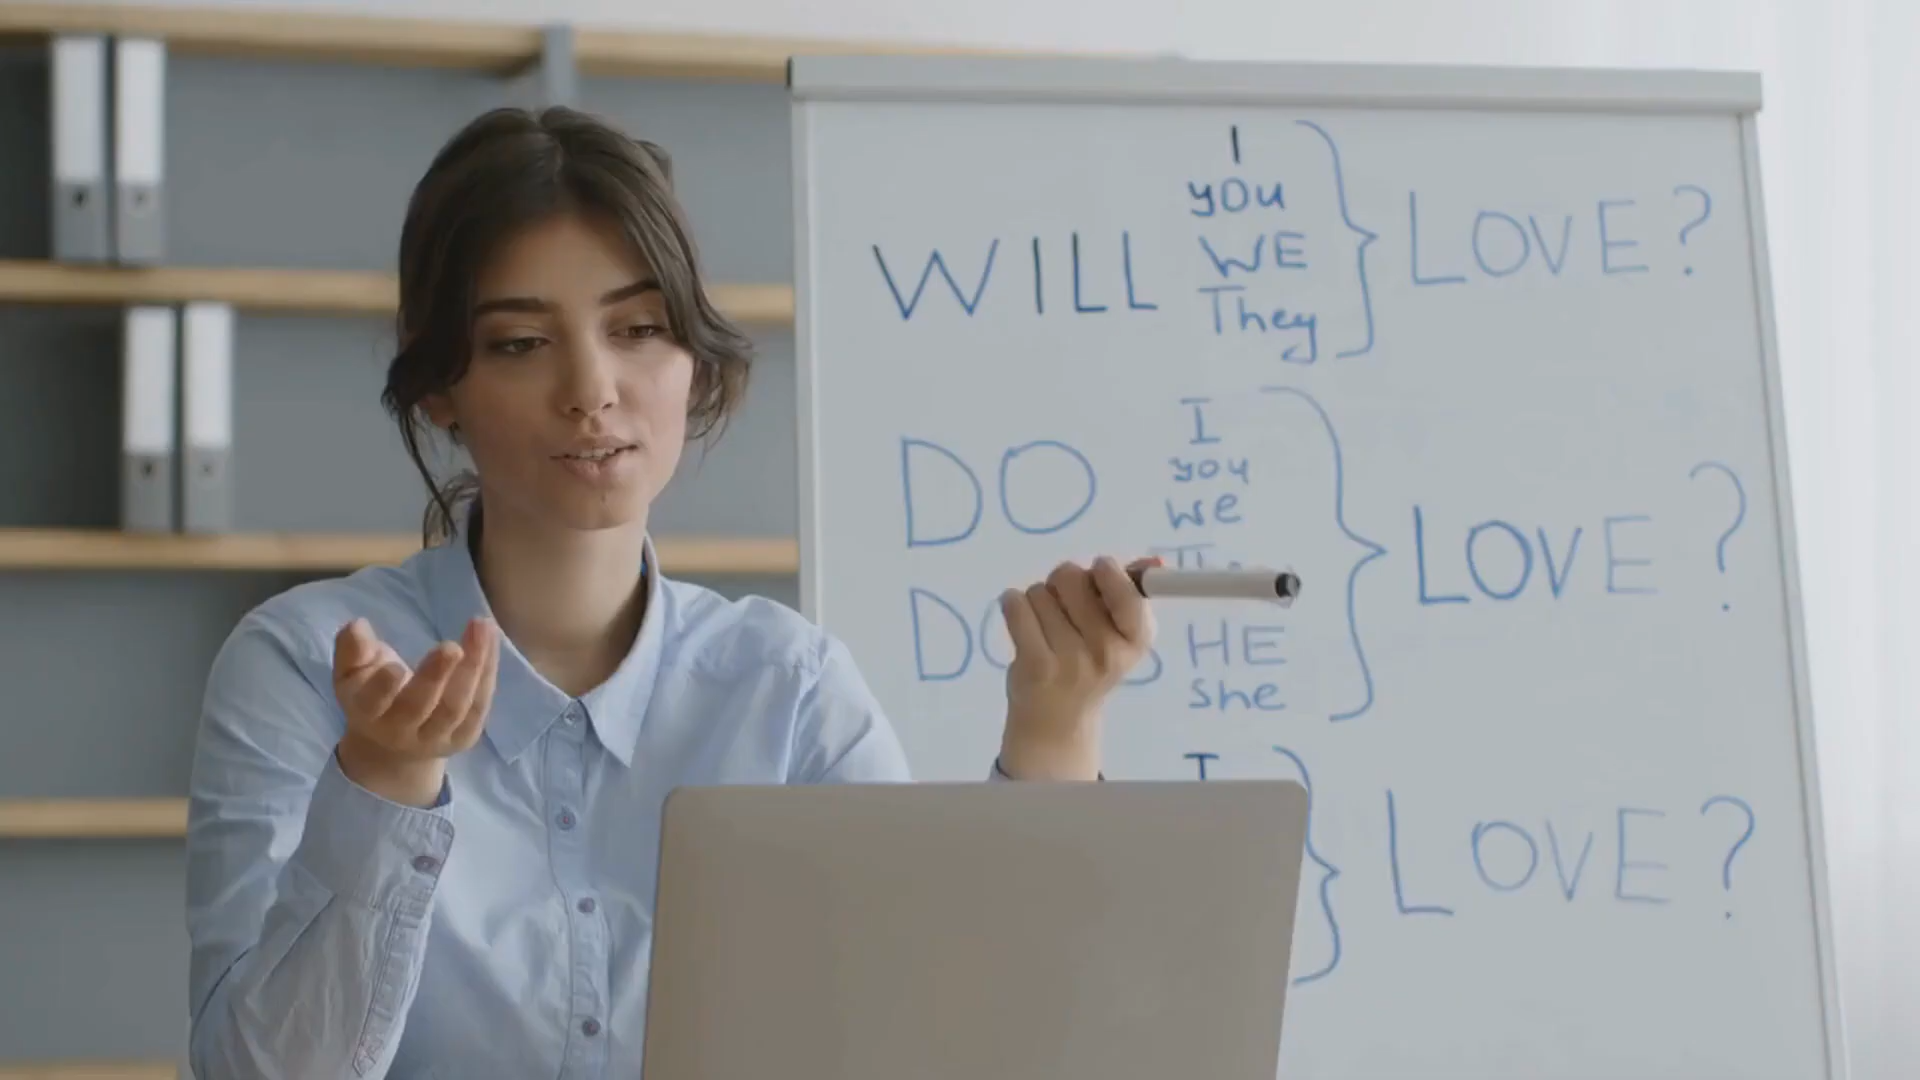 I
you
WILL WE LOVE?
They
I
you
DO we LOVE?
HE
she
I
LOVE?